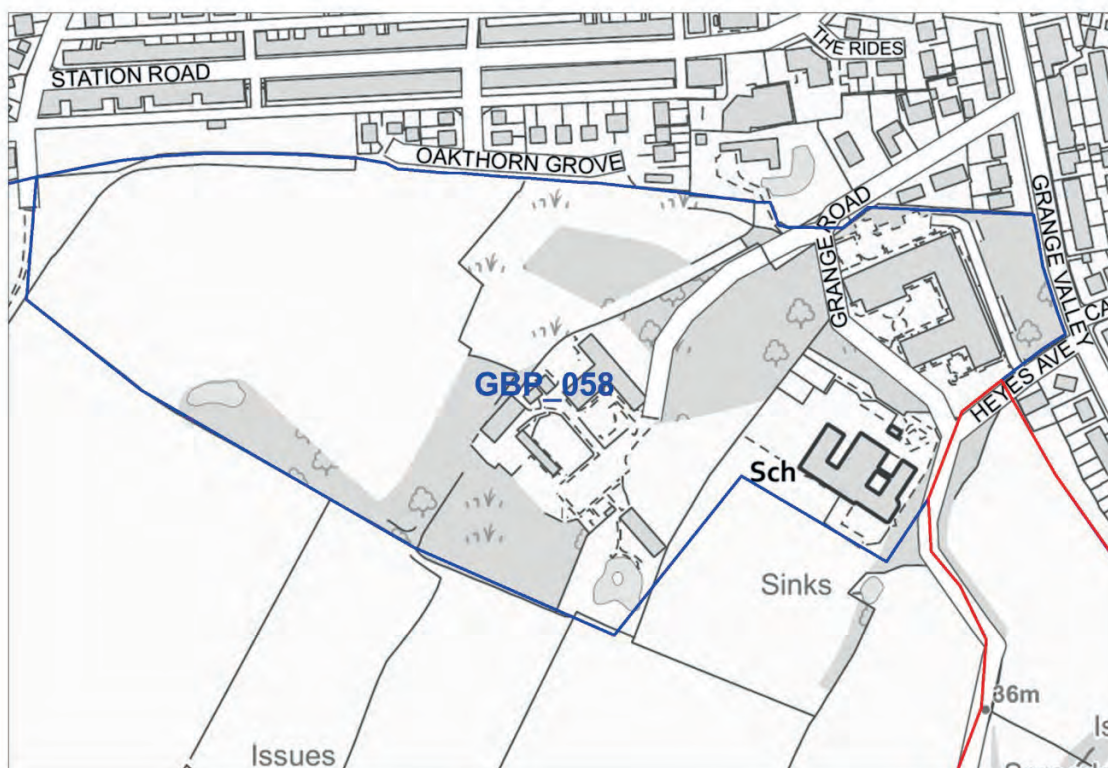 THE RIDES
STATION ROAD
OAKTHORN GROVE
GRANGE ROAD
GRANGE VALLEY
GRANGE ROAD
HEYES AVE
GBP_058
Sch
Sinks
36m
Issues